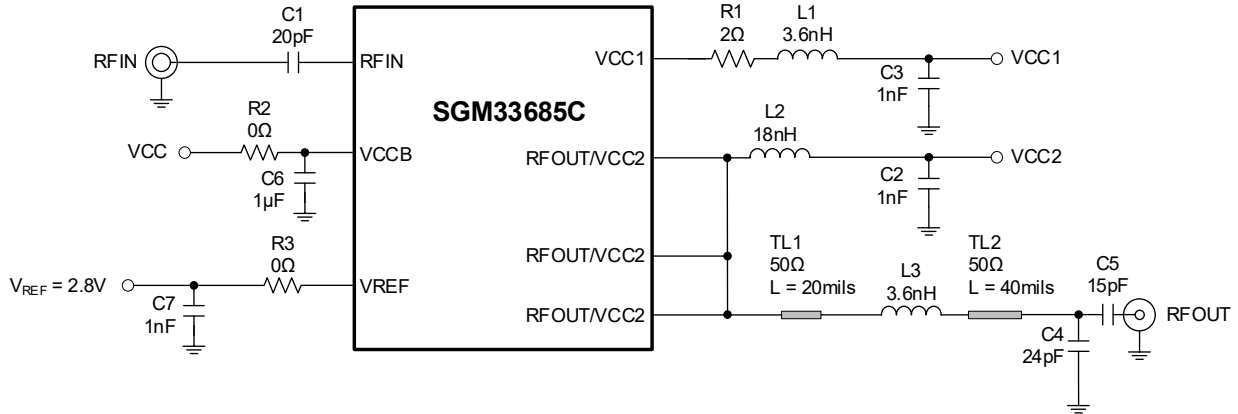 C1
20pF
RFIN
RFIN
R2
0Ω
VCC
VCCB
C6
1µF
R3
0Ω
VREF = 2.8V
VREF
C7
1nF
SGM33685C
VCC1
R1
2Ω
L1
3.6nH
VCC1
C3
1nF
RFOUT/VCC2
L2
18nH
VCC2
C2
1nF
RFOUT/VCC2
RFOUT/VCC2
TL1
50Ω
L = 20mils
L3
3.6nH
TL2
50Ω
L = 40mils
C5
15pF
RFOUT
C4
24pF